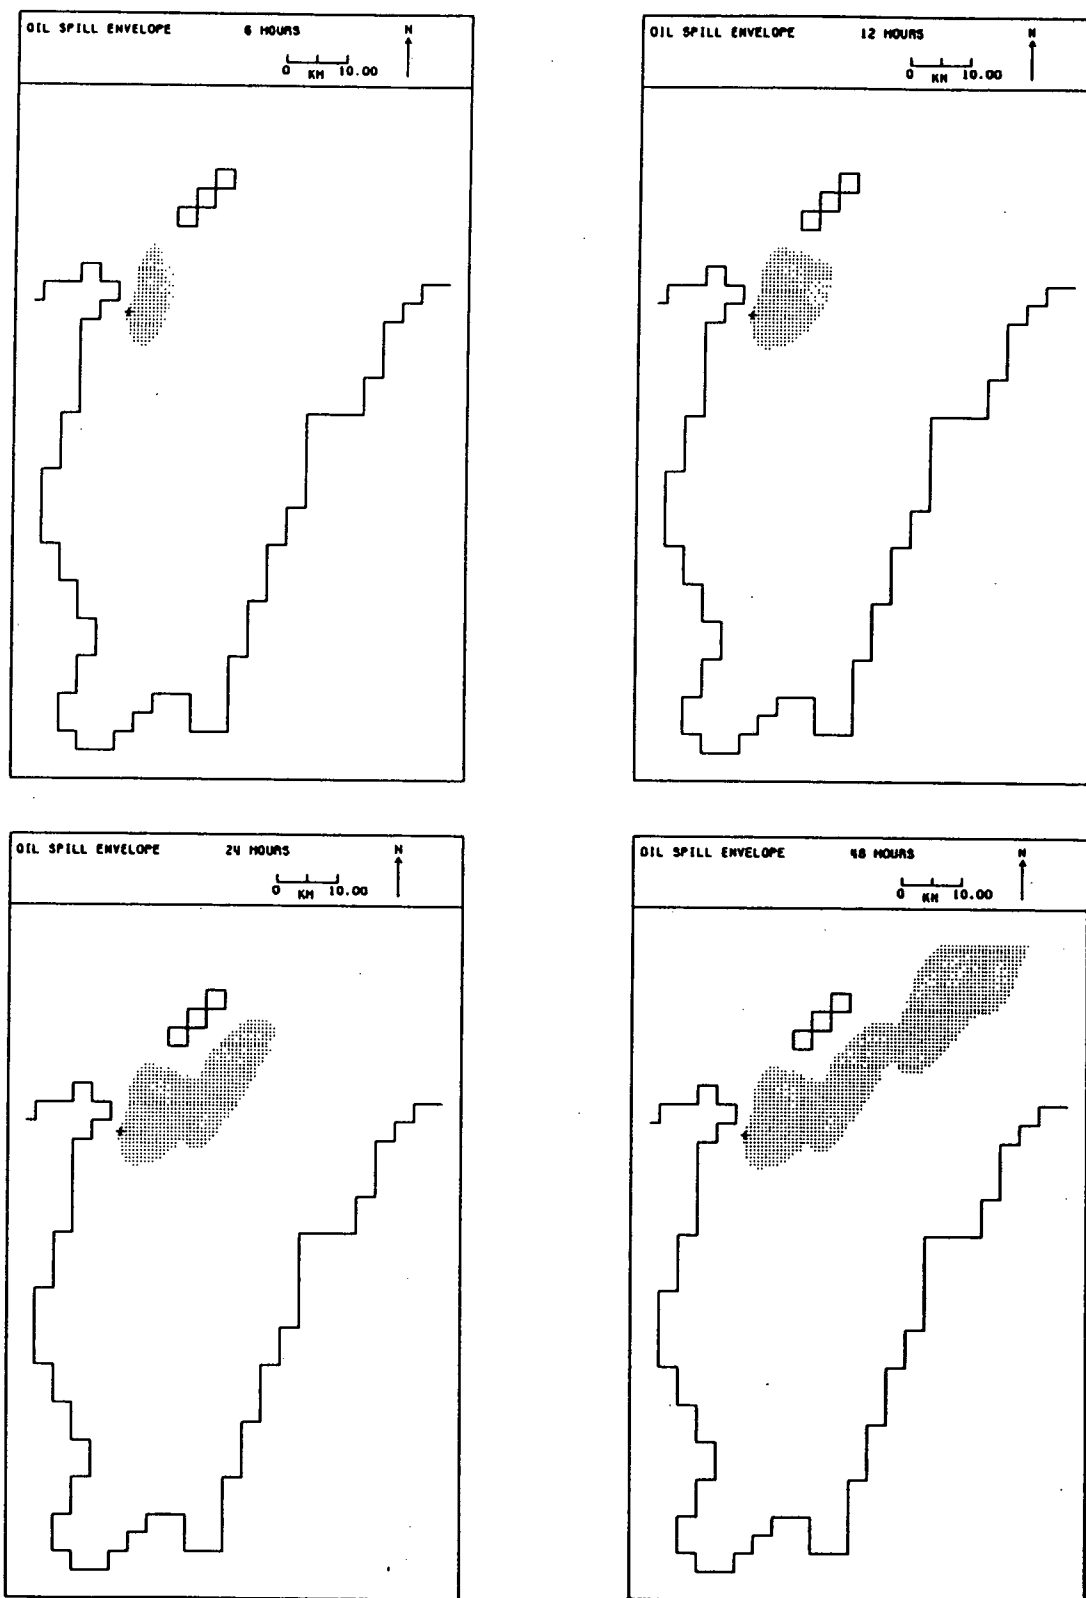 OIL SPILL ENVELOPE 6 HOURS N
0 KM 10.00
OIL SPILL ENVELOPE 12 HOURS N
0 KM 10.00
OIL SPILL ENVELOPE 24 HOURS N
0 KM 10.00
OIL SPILL ENVELOPE 48 HOURS N
0 KM 10.00